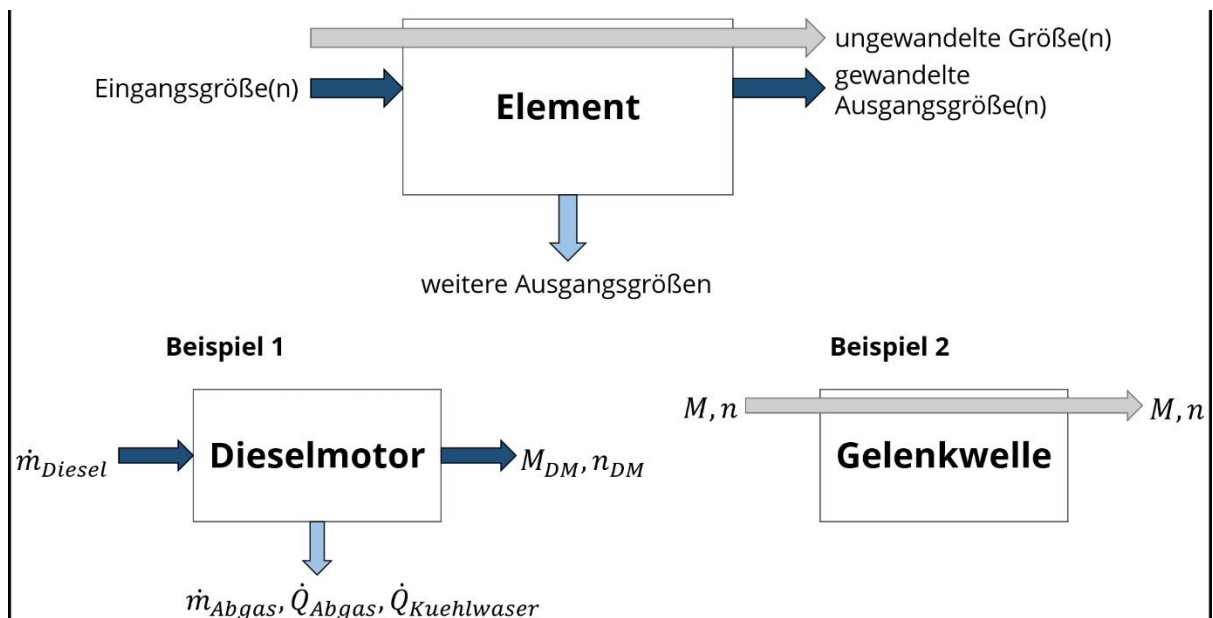 ungewandelte Größe(n)
Eingangsgröße(n)
gewandelte
Ausgangsgröße(n)
Element
weitere Ausgangsgrößen
Beispiel 1
Beispiel 2
M, n
M, n
Dieselmotor
Gelenkwelle
ṁ_Diesel
M_DM, n_DM
ṁ_Abgas, Q̇_Abgas, Q̇_Kuehlwaser